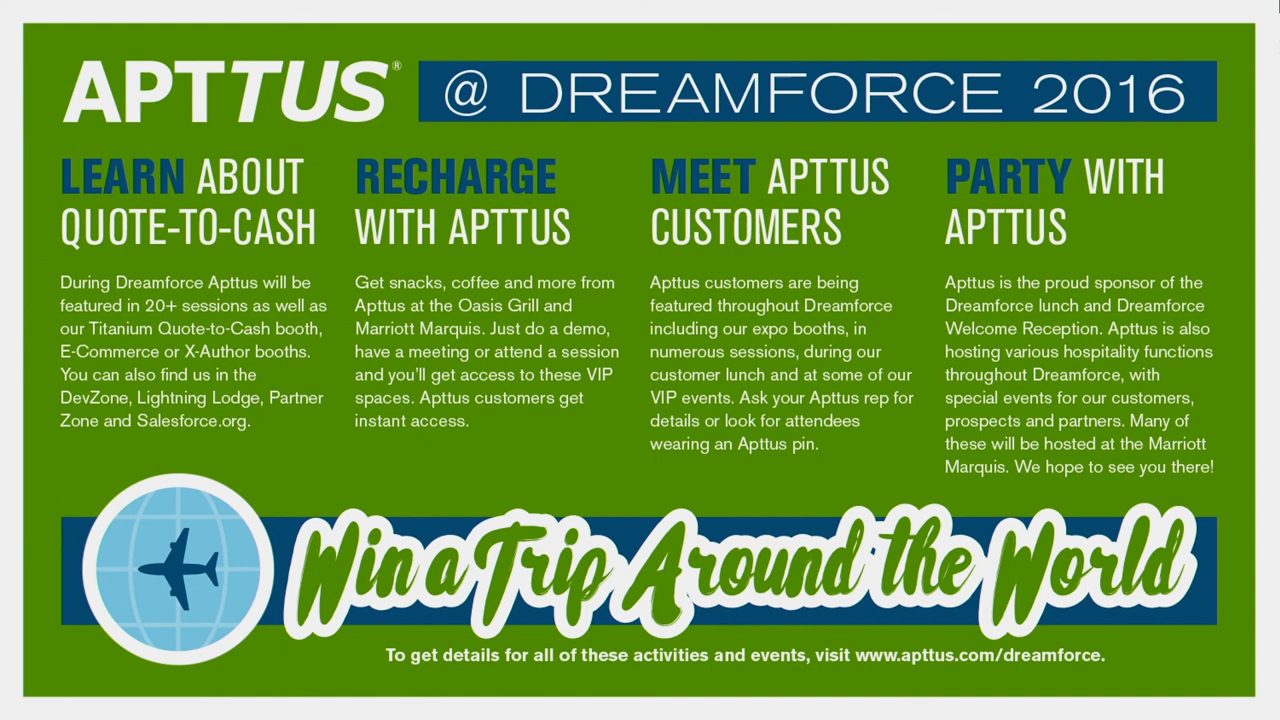 APTTUS®
@ DREAMFORCE 2016
LEARN ABOUT
QUOTE-TO-CASH
During Dreamforce Apttus will be
featured in 20+ sessions as well as
our Titanium Quote-to-Cash booth,
E-Commerce or X-Author booths.
You can also find us in the
DevZone, Lightning Lodge, Partner
Zone and Salesforce.org.
RECHARGE
WITH APTTUS
Get snacks, coffee and more from
Apttus at the Oasis Grill and
Marriott Marquis. Just do a demo,
have a meeting or attend a session
and you'll get access to these VIP
spaces. Apttus customers get
instant access.
MEET APTTUS
CUSTOMERS
Apttus customers are being
featured throughout Dreamforce
including our expo booths, in
numerous sessions, during our
customer lunch and at some of our
VIP events. Ask your Apttus rep for
details or look for attendees
wearing an Apttus pin.
PARTY WITH
APTTUS
Apttus is the proud sponsor of the
Dreamforce lunch and Dreamforce
Welcome Reception. Apttus is also
hosting various hospitality functions
throughout Dreamforce, with
special events for our customers,
prospects and partners. Many of
these will be hosted at the Marriott
Marquis. We hope to see you there!
Win a Trip Around the World
To get details for all of these activities and events, visit www.apttus.com/dreamforce.